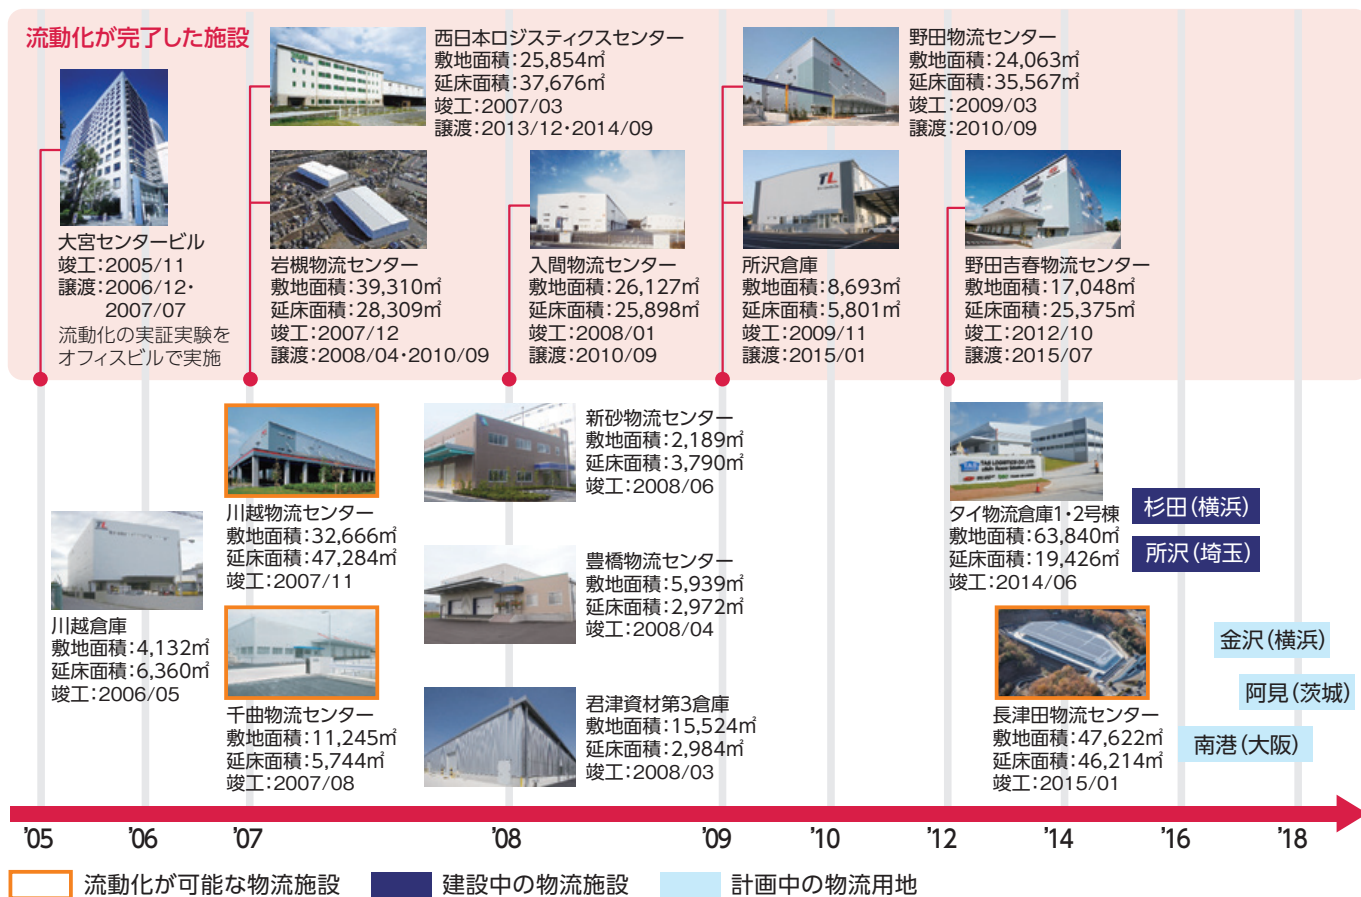 流動化が完了した施設
大宮センタービル
竣工:2005/11
譲渡:2006/12・
2007/07
流動化の実証実験を
オフィスビルで実施
西日本ロジスティクスセンター
敷地面積:25,854㎡
延床面積:37,676㎡
竣工:2007/03
譲渡:2013/12・2014/09
岩槻物流センター
敷地面積:39,310㎡
延床面積:28,309㎡
竣工:2007/12
譲渡:2008/04・2010/09
入間物流センター
敷地面積:26,127㎡
延床面積:25,898㎡
竣工:2008/01
譲渡:2010/09
野田物流センター
敷地面積:24,063㎡
延床面積:35,567㎡
竣工:2009/03
譲渡:2010/09
TL
所沢倉庫
敷地面積:8,693㎡
延床面積:5,801㎡
竣工:2009/11
譲渡:2015/01
野田吉春物流センター
敷地面積:17,048㎡
延床面積:25,375㎡
竣工:2012/10
譲渡:2015/07
TL
川越倉庫
敷地面積:4,132㎡
延床面積:6,360㎡
竣工:2006/05
川越物流センター
敷地面積:32,666㎡
延床面積:47,284㎡
竣工:2007/11
千曲物流センター
敷地面積:11,245㎡
延床面積:5,744㎡
竣工:2007/08
新砂物流センター
敷地面積:2,189㎡
延床面積:3,790㎡
竣工:2008/06
豊橋物流センター
敷地面積:5,939㎡
延床面積:2,972㎡
竣工:2008/04
君津資材第3倉庫
敷地面積:15,524㎡
延床面積:2,984㎡
竣工:2008/03
タイ物流倉庫1・2号棟
敷地面積:63,840㎡
延床面積:19,426㎡
竣工:2014/06
長津田物流センター
敷地面積:47,622㎡
延床面積:46,214㎡
竣工:2015/01
杉田(横浜)
所沢(埼玉)
金沢(横浜)
阿見(茨城)
南港(大阪)
'05 '06 '07 '08 '09 '10 '12 '14 '16 '18
流動化が可能な物流施設 建設中の物流施設 計画中の物流用地